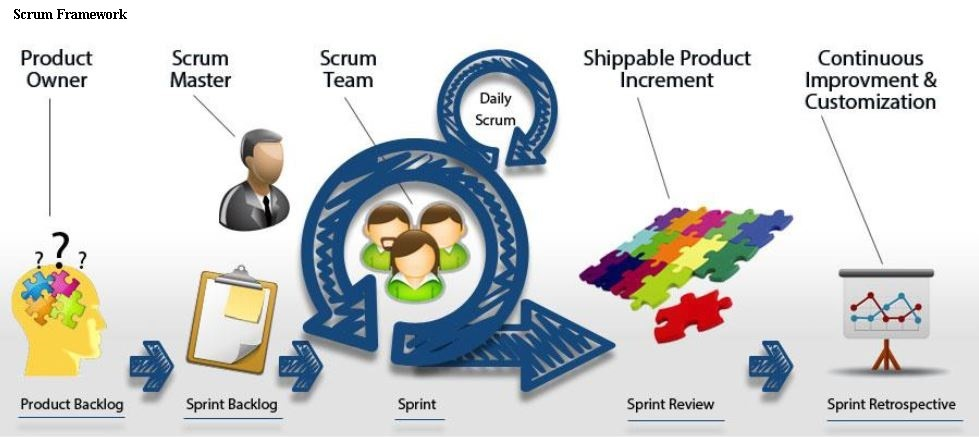 Scrum Framework
Product
Owner
Scrum
Master
Scrum
Team
Daily
Scrum
Shippable Product
Increment
Continuous
Improvment &
Customization
? ? ?
Product Backlog
Sprint Backlog
Sprint
Sprint Review
Sprint Retrospective